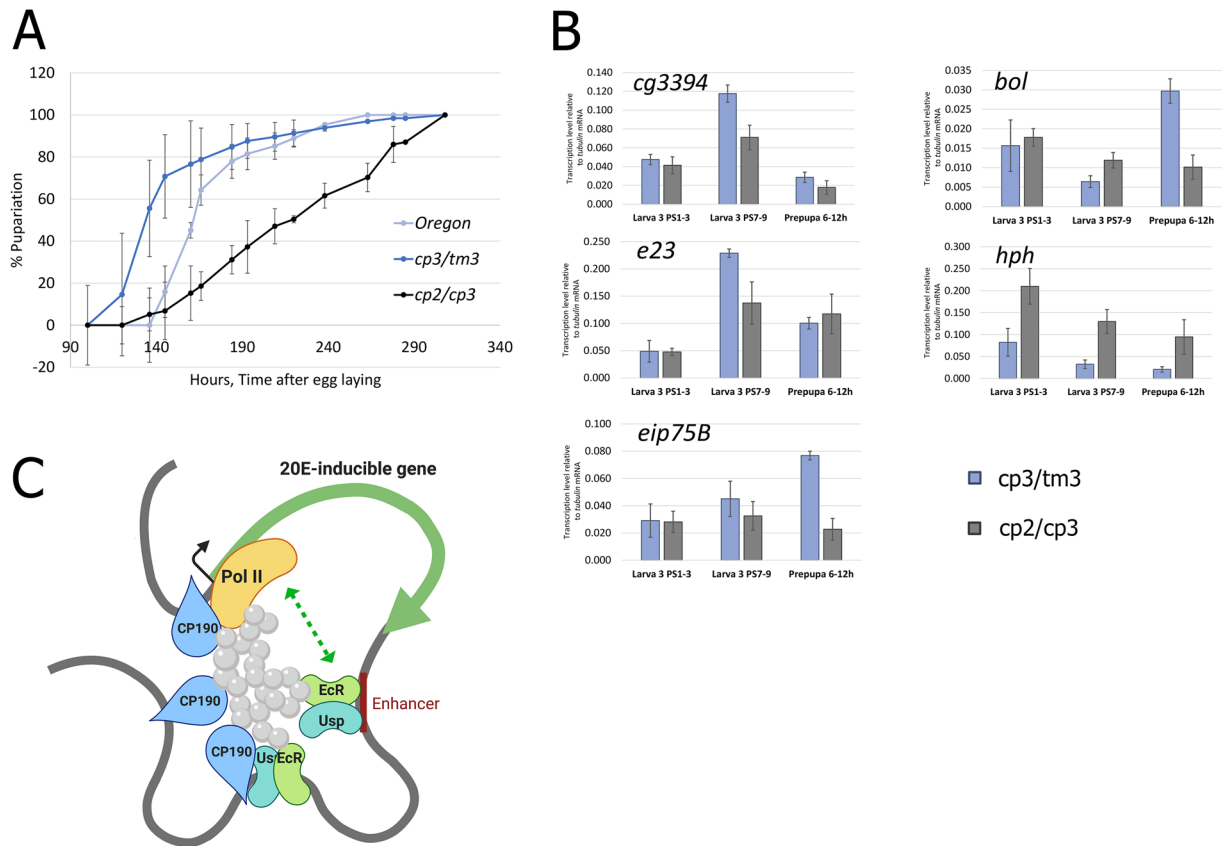 A
120
100
80
60
40
20
0
-20
90
140
190
240
290
340
% Pupariation
Hours, Time after egg laying
Oregon
cp3/tm3
cp2/cp3
B
cg3394
Transcription level relative
to tubulin mRNA
0.140
0.120
0.100
0.080
0.060
0.040
0.020
0.000
Larva 3 PS1-3
Larva 3 PS7-9
Prepupa 6-12h
bol
Transcription level relative
to tubulin mRNA
0.035
0.030
0.025
0.020
0.015
0.010
0.005
0.000
Larva 3 PS1-3
Larva 3 PS7-9
Prepupa 6-12h
e23
Transcription level relative
to tubulin mRNA
0.250
0.200
0.150
0.100
0.050
0.000
Larva 3 PS1-3
Larva 3 PS7-9
Prepupa 6-12h
hph
Transcription level relative
to tubulin mRNA
0.300
0.250
0.200
0.150
0.100
0.050
0.000
Larva 3 PS1-3
Larva 3 PS7-9
Prepupa 6-12h
eip75B
Transcription level relative
to tubulin mRNA
0.100
0.080
0.060
0.040
0.020
0.000
Larva 3 PS1-3
Larva 3 PS7-9
Prepupa 6-12h
cp3/tm3
cp2/cp3
C
20E-inducible gene
Pol II
CP190
CP190
CP190
EcR
Usp
Enhancer
Us
EcR